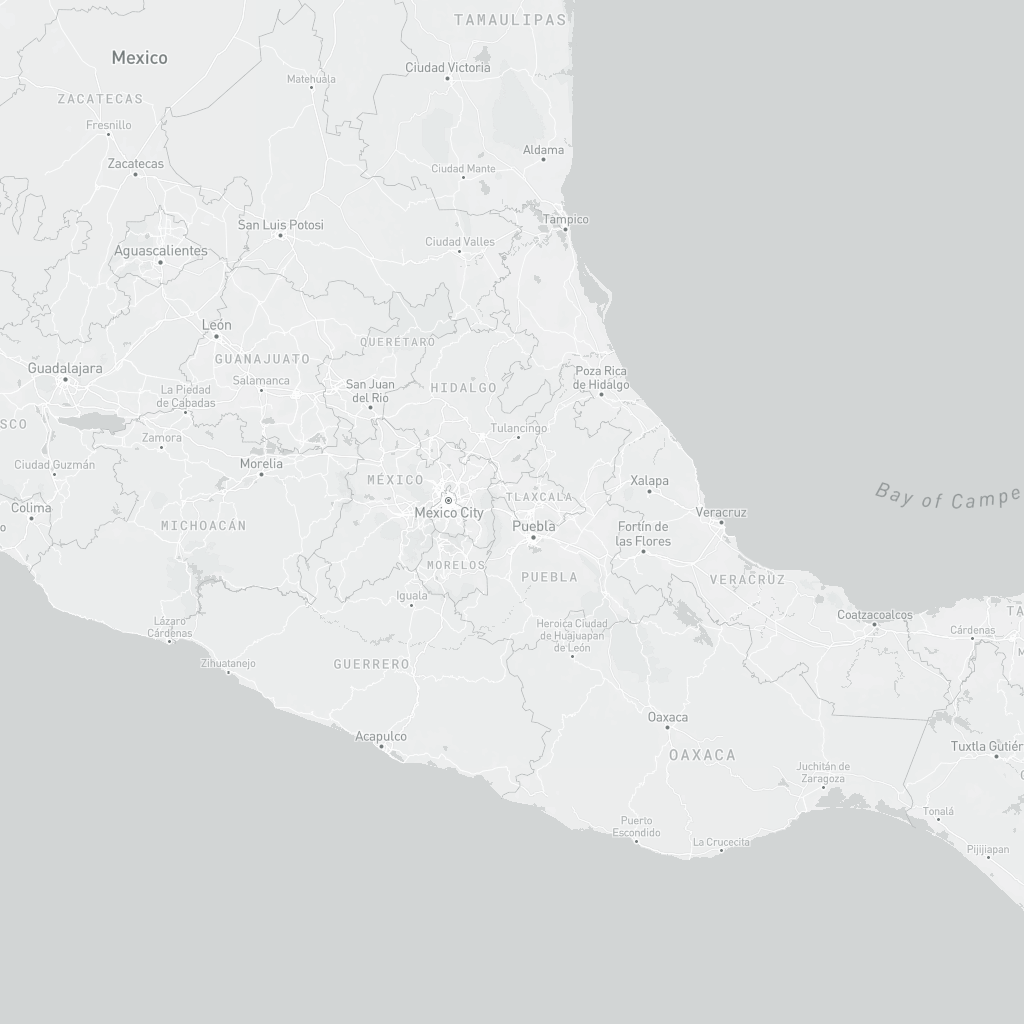 TAMAULIPAS
Mexico
Ciudad Victoria
Matehuala
ZACATECAS
Fresnillo
Aldama
Zacatecas
Ciudad Mante
Tampico
San Luis Potosi
Ciudad Valles
Aguascalientes
León
QUERÉTARO
GUANAJUATO
Guadalajara
Poza Rica
de Hidalgo
Salamanca
San Juan
del Rio
HIDALGO
La Piedad
de Cabadas
SCO
Tulancingo
Zamora
Ciudad Guzmán
Morelia
MÉXICO
Xalapa
Bay of Campe
TLAXCALA
Colima
Mexico City
Veracruz
o
MICHOACÁN
Puebla
Fortín de
las Flores
MORELOS
PUEBLA
VERACRUZ
Iguala
TA
Coatzacoalcos
Lázaro
Cárdenas
Heroica Ciudad
de Huajuapan
de León
Cárdenas
M
Zihuatanejo
GUERRERO
Oaxaca
Acapulco
OAXACA
Tuxtla Gutiér
Juchitán de
Zaragoza
Tonalá
Puerto
Escondido
La Crucecita
Pijijiapan